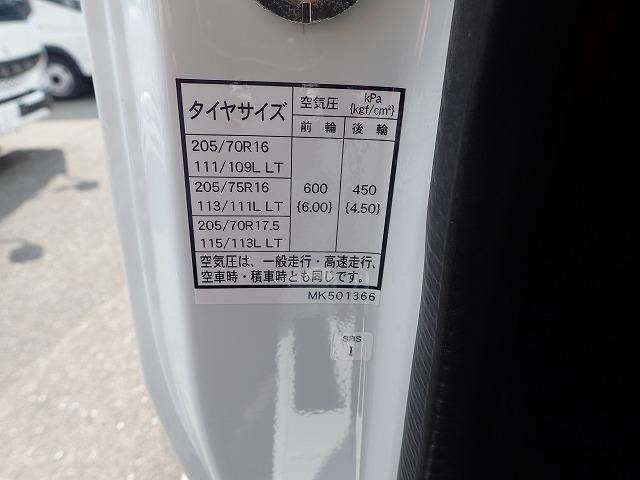 タイヤサイズ
空気圧 kPa {kgf/cm²}
前 輪 後 輪
205/70R16
111/109L LT
205/75R16
113/111L LT
205/70R17.5
115/113L LT
600 450
{6.00} {4.50}
空気圧は、一般走行・高速走行、
空車時・積車時とも同じです。
MK501366
SRS